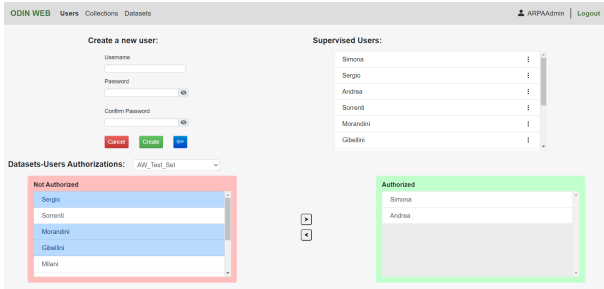 ODIN WEB Users Collections Datasets ARPAAdmin Logout
Create a new user:
Username
Password
Confirm Password
Cancel Create
Supervised Users:
Simona
Sergio
Andrea
Sorrenti
Morandini
Gibellini
Datasets-Users Authorizations: AW_Test_Set
Not Authorized
Sergio
Sorrenti
Morandini
Gibellini
Milani
Authorized
Simona
Andrea